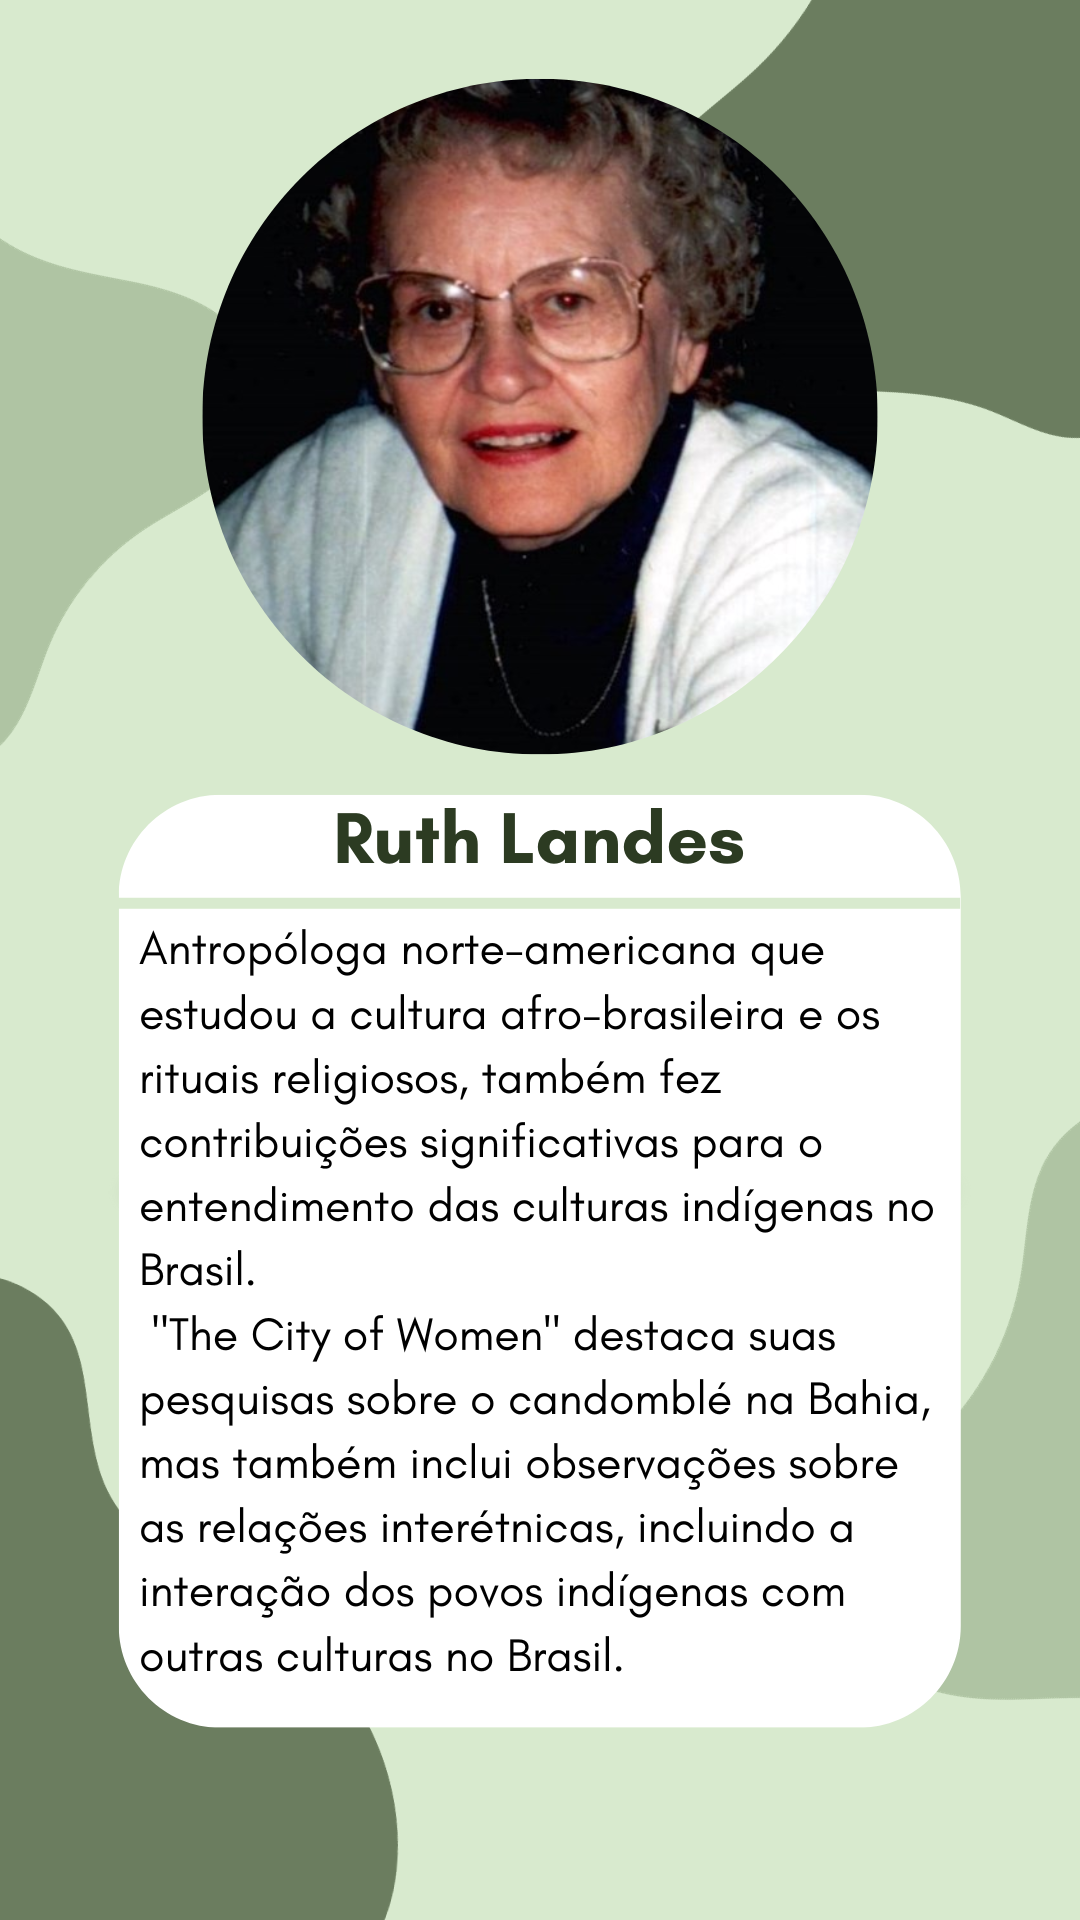 Ruth Landes
Antropóloga norte-americana que
estudou a cultura afro-brasileira e os
rituais religiosos, também fez
contribuições significativas para o
entendimento das culturas indígenas no
Brasil.
"The City of Women" destaca suas
pesquisas sobre o candomblé na Bahia,
mas também inclui observações sobre
as relações interétnicas, incluindo a
interação dos povos indígenas com
outras culturas no Brasil.